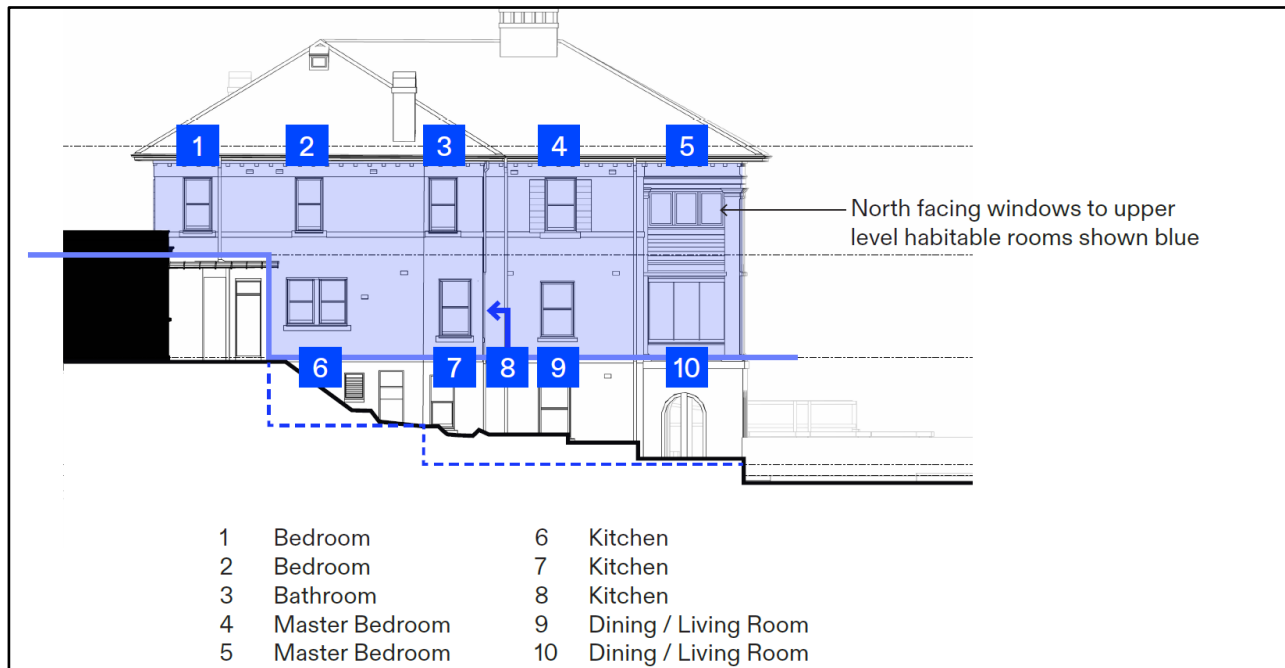 1 2 3 4 5
North facing windows to upper
level habitable rooms shown blue
6 7 8 9 10
1 Bedroom 6 Kitchen
2 Bedroom 7 Kitchen
3 Bathroom 8 Kitchen
4 Master Bedroom 9 Dining / Living Room
5 Master Bedroom 10 Dining / Living Room